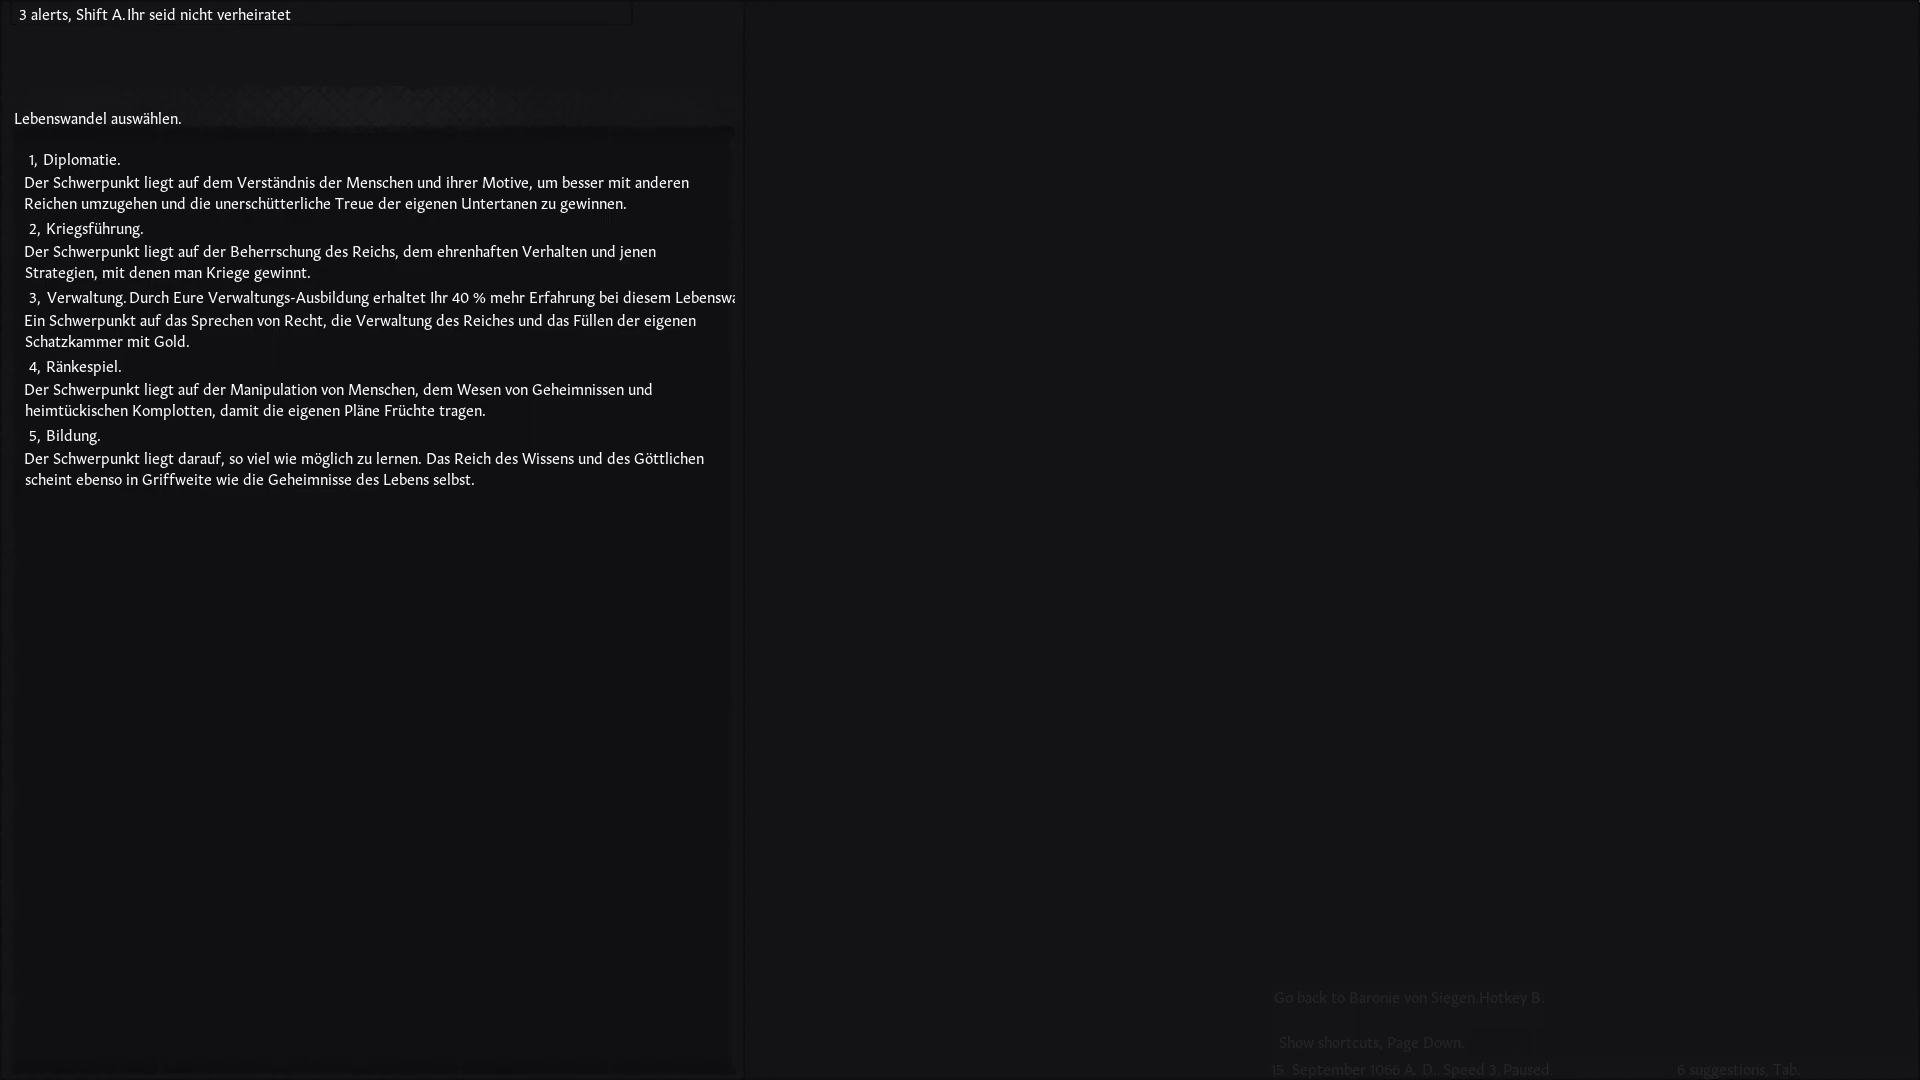 3 alerts, Shift A.Ihr seid nicht verheiratet
Lebenswandel auswählen.
1, Diplomatie.
Der Schwerpunkt liegt auf dem Verständnis der Menschen und ihrer Motive, um besser mit anderen
Reichen umzugehen und die unerschütterliche Treue der eigenen Untertanen zu gewinnen.
2, Kriegsführung.
Der Schwerpunkt liegt auf der Beherrschung des Reichs, dem ehrenhaften Verhalten und jenen
Strategien, mit denen man Kriege gewinnt.
3, Verwaltung. Durch Eure Verwaltungs-Ausbildung erhaltet Ihr 40 % mehr Erfahrung bei diesem Lebenswa
Ein Schwerpunkt auf das Sprechen von Recht, die Verwaltung des Reiches und das Füllen der eigenen
Schatzkammer mit Gold.
4, Ränkespiel.
Der Schwerpunkt liegt auf der Manipulation von Menschen, dem Wesen von Geheimnissen und
heimtückischen Komplotten, damit die eigenen Pläne Früchte tragen.
5, Bildung.
Der Schwerpunkt liegt darauf, so viel wie möglich zu lernen. Das Reich des Wissens und des Göttlichen
scheint ebenso in Griffweite wie die Geheimnisse des Lebens selbst.
Go back to Baronie von Siegen.Hotkey B.
Show shortcuts, Page Down.
15. September 1066 A. D.. Speed 3, Paused. 6 suggestions, Tab.